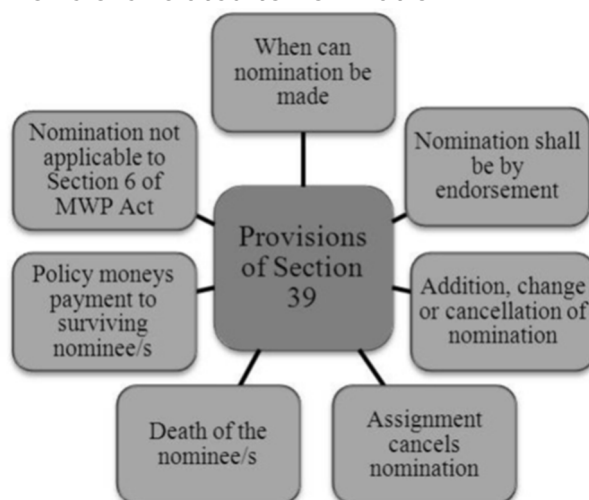 When can
nomination be
made
Nomination not
applicable to
Section 6 of
MWP Act
Nomination shall
be by
endorsement
Provisions
of Section
39
Policy moneys
payment to
surviving
nominee/s
Addition, change
or cancellation of
nomination
Death of the
nominee/s
Assignment
cancels
nomination